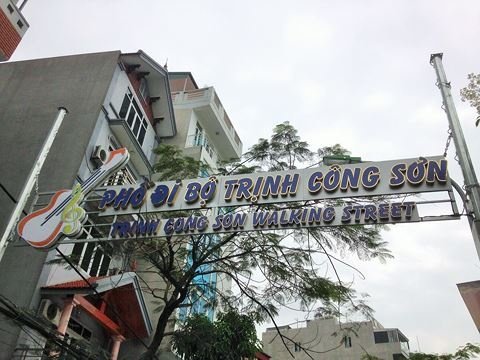 PHỐ ĐI BỘ TRỊNH CÔNG SƠN
TRINH CONG SON WALKING STREET